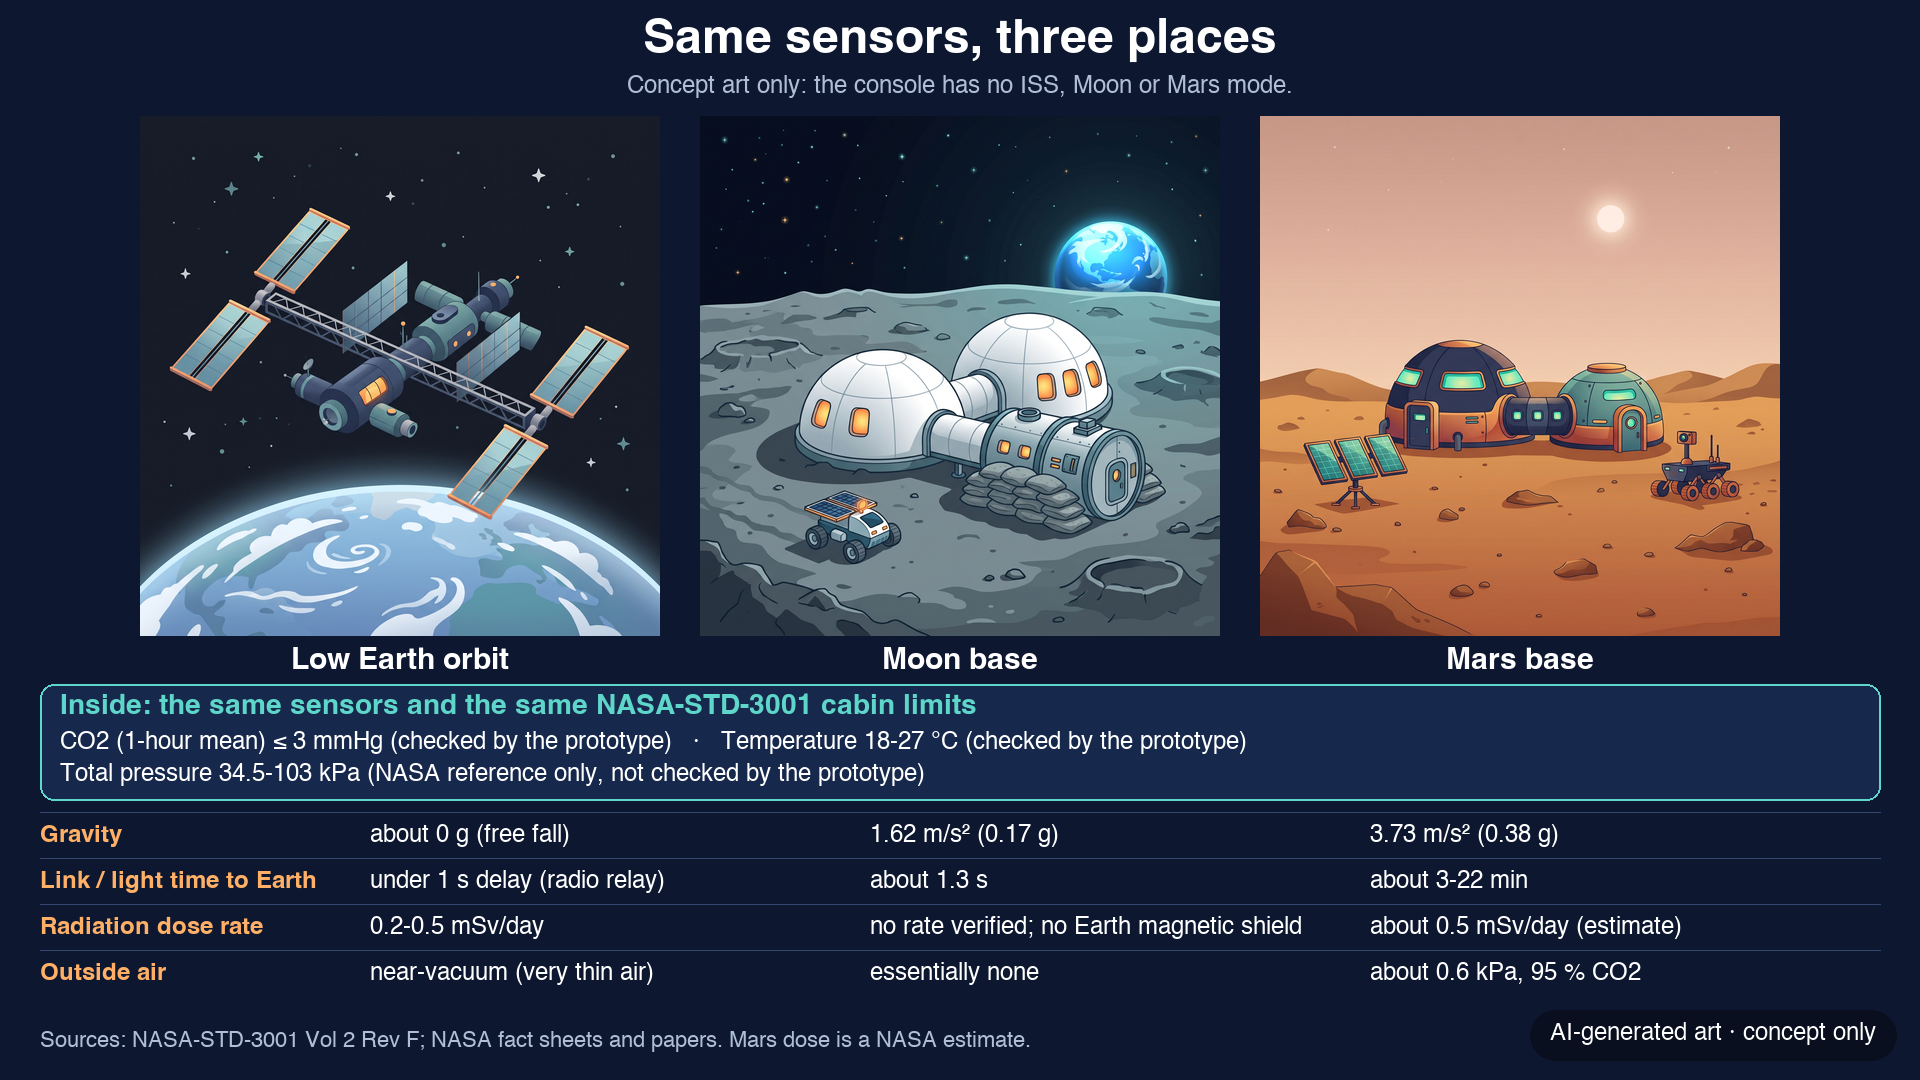 Same sensors, three places
Concept art only: the console has no ISS, Moon or Mars mode.
Low Earth orbit
Moon base
Mars base
Inside: the same sensors and the same NASA-STD-3001 cabin limits
CO2 (1-hour mean) ≤ 3 mmHg (checked by the prototype) · Temperature 18-27 °C (checked by the prototype)
Total pressure 34.5-103 kPa (NASA reference only, not checked by the prototype)
Gravity about 0 g (free fall) 1.62 m/s² (0.17 g) 3.73 m/s² (0.38 g)
Link / light time to Earth under 1 s delay (radio relay) about 1.3 s about 3-22 min
Radiation dose rate 0.2-0.5 mSv/day no rate verified; no Earth magnetic shield about 0.5 mSv/day (estimate)
Outside air near-vacuum (very thin air) essentially none about 0.6 kPa, 95 % CO2
Sources: NASA-STD-3001 Vol 2 Rev F; NASA fact sheets and papers. Mars dose is a NASA estimate.
AI-generated art · concept only